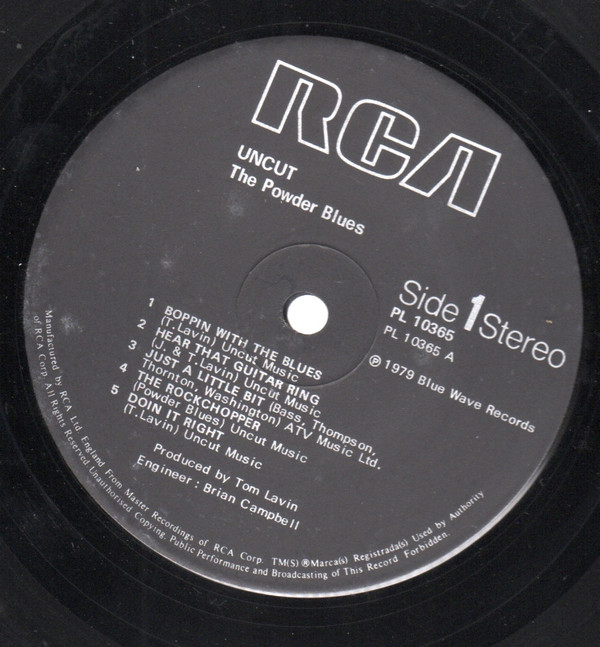 RCA
UNCUT
The Powder Blues
Side 1 Stereo
PL 10365
PL 10365 A
℗ 1979 Blue Wave Records
1 BOPPIN WITH THE BLUES
(T. Lavin) Uncut Music
2 HEAR THAT GUITAR RING
(J. & T. Lavin) Uncut Music
3 JUST A LITTLE BIT (Bass, Thompson,
Thornton, Washington) ATV Music Ltd.
4 THE ROCKCHOPPER
(Powder Blues) Uncut Music
5 DOIN IT RIGHT
(T. Lavin) Uncut Music
Produced by Tom Lavin
Engineer : Brian Campbell
Manufactured by RCA Ltd. England From Master Recordings of RCA Corp. TM(S) ® Marca(s) Registrada(s) Used by Authority
of RCA Corp. All Rights Reserved Unauthorised Copying, Public Performance and Broadcasting of This Record Forbidden.